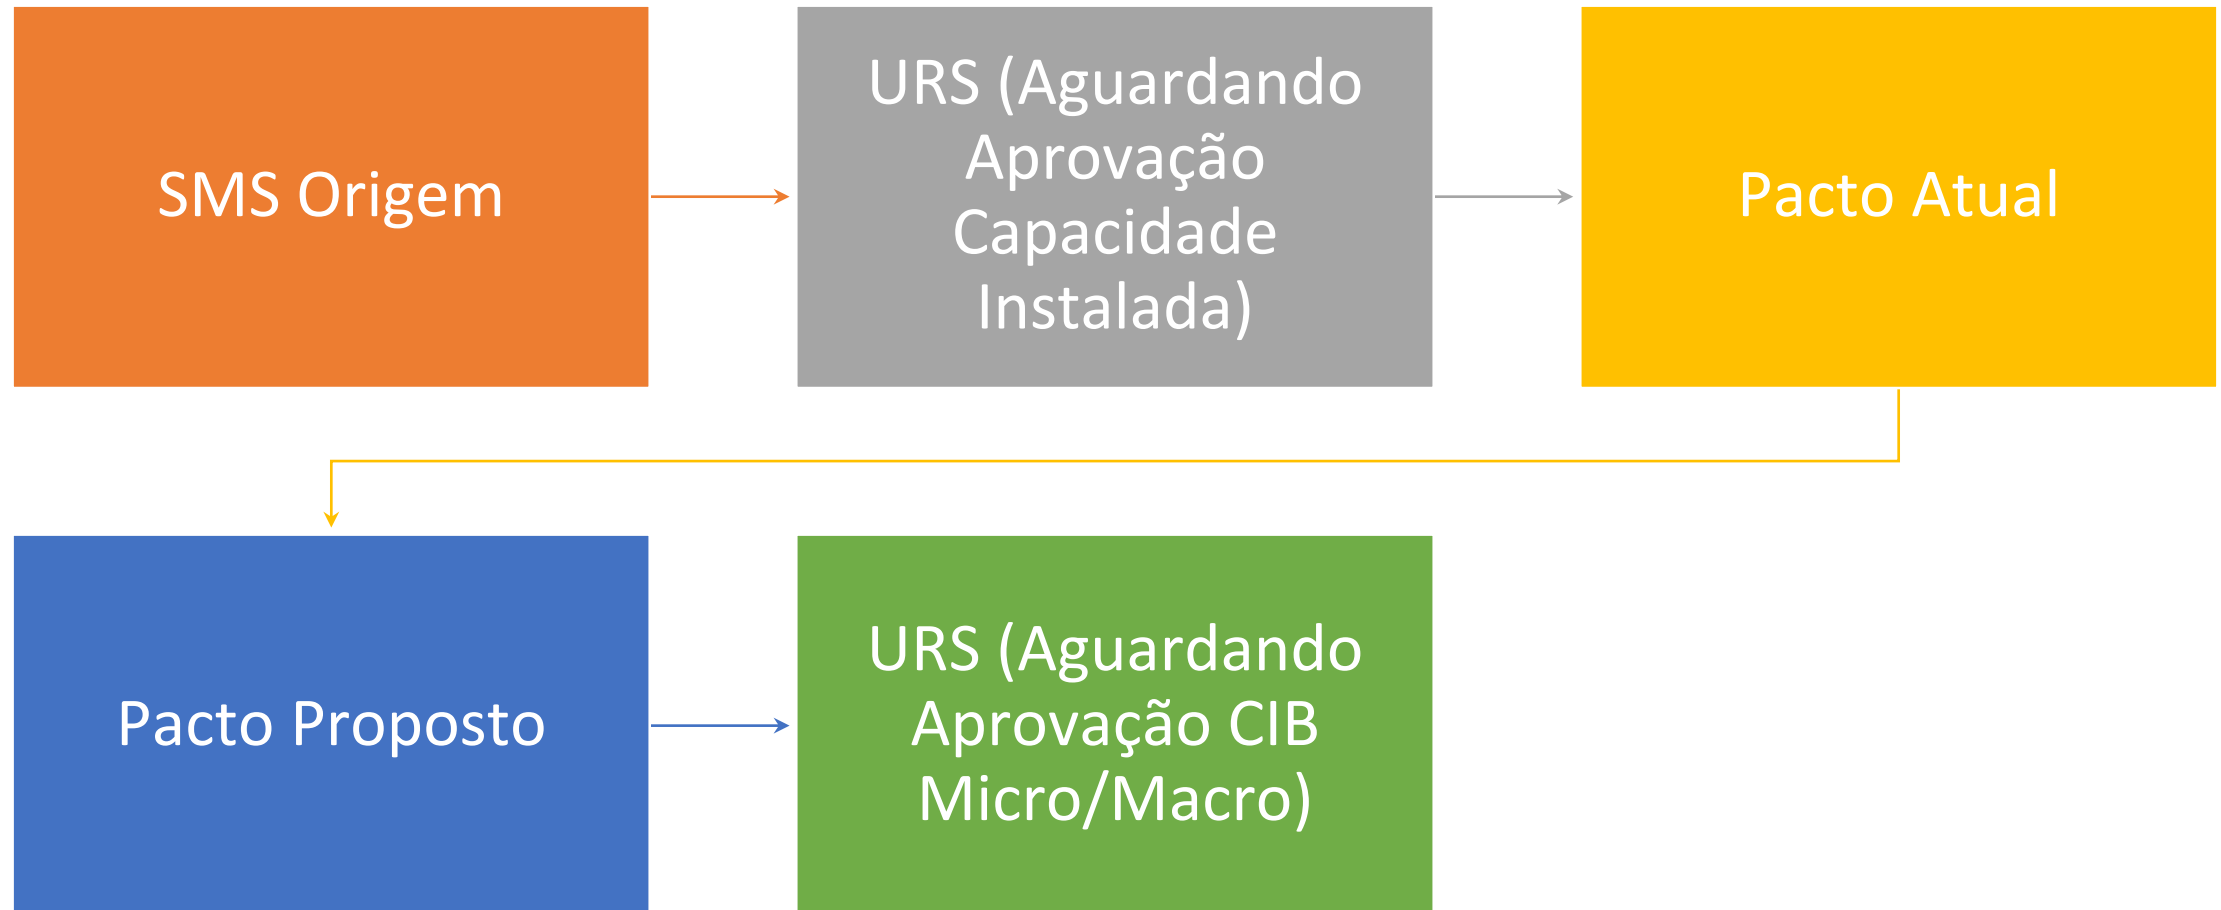 SMS Origem
URS (Aguardando
Aprovação
Capacidade
Instalada)
Pacto Atual
Pacto Proposto
URS (Aguardando
Aprovação CIB
Micro/Macro)